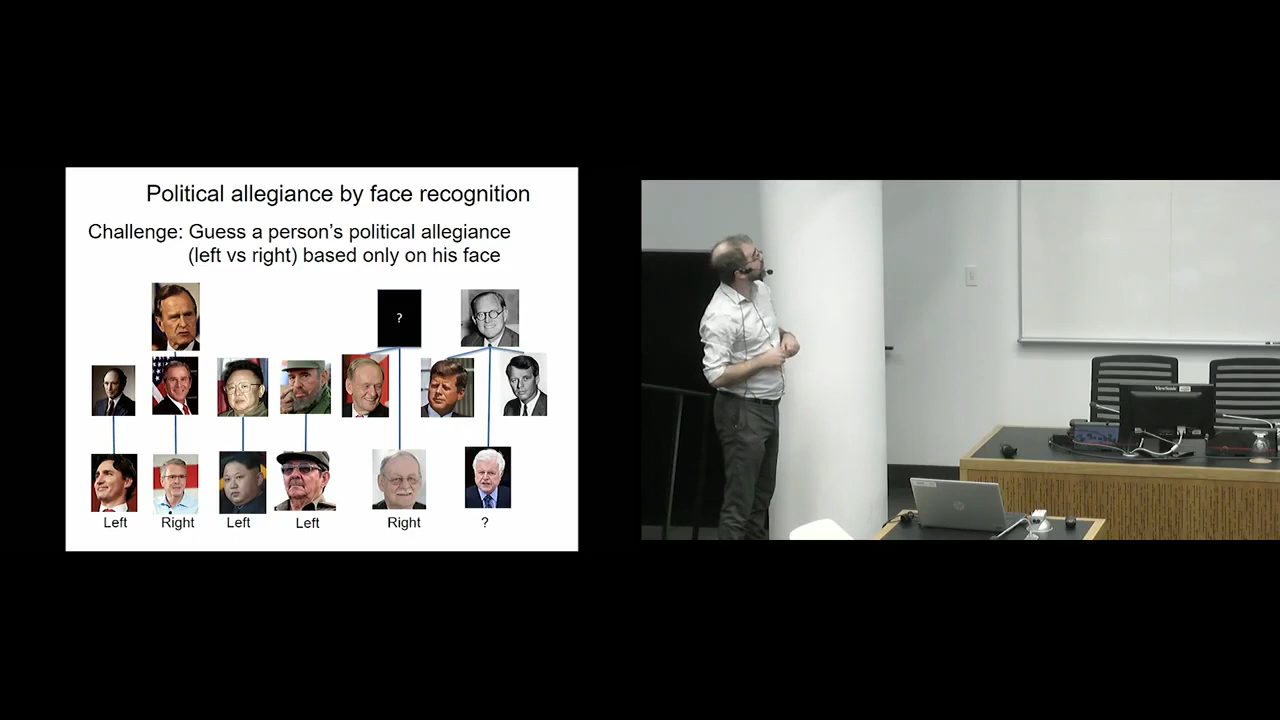 Political allegiance by face recognition
Challenge: Guess a person's political allegiance
(left vs right) based only on his face
?
Left
Right
Left
Left
Right
?
ViewSonic